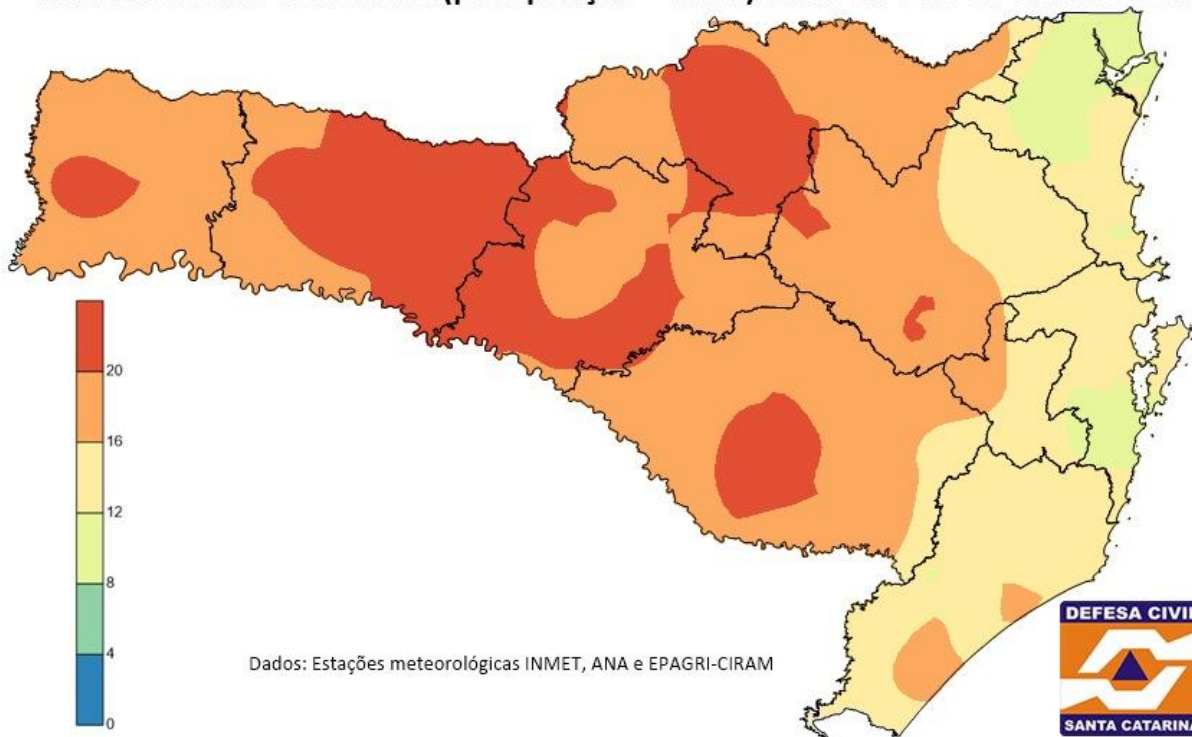 20
16
12
8
4
0
Dados: Estações meteorológicas INMET, ANA e EPAGRI-CIRAM
DEFESA CIVIL
SANTA CATARINA